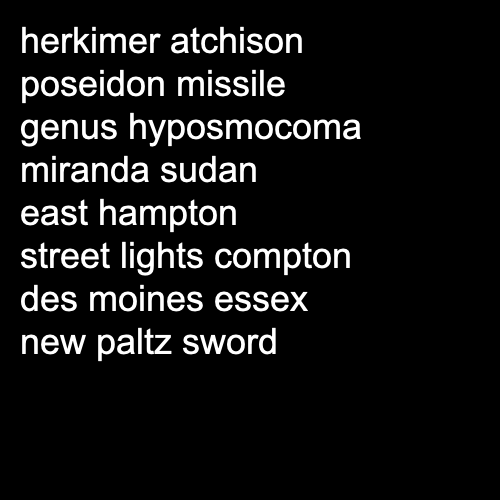 herkimer atchison
poseidon missile
genus hyposmocoma
miranda sudan
east hampton
street lights compton
des moines essex
new paltz sword